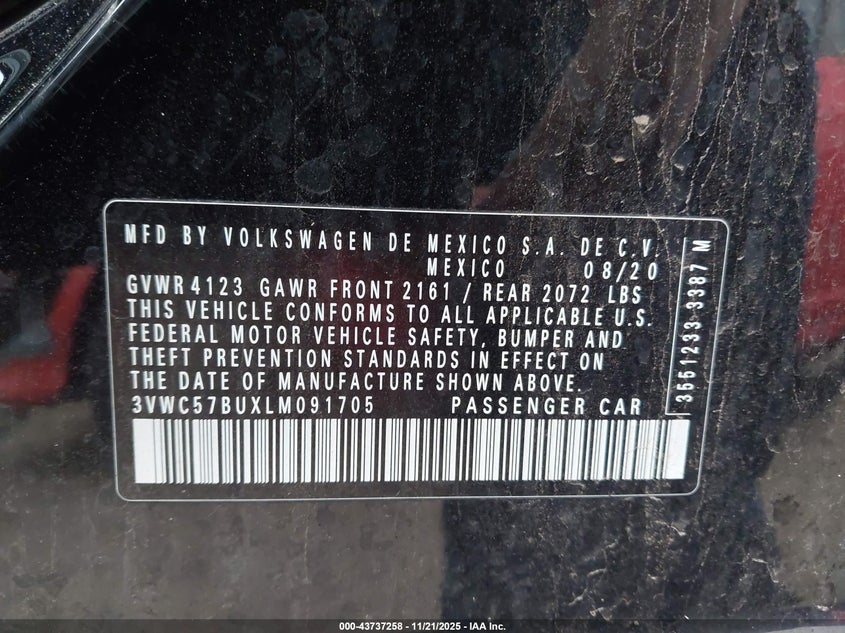 MFD BY VOLKSWAGEN DE MEXICO S.A. DE C.V.
MEXICO 08/20
GVWR 4123 GAWR FRONT 2161 / REAR 2072 LBS
THIS VEHICLE CONFORMS TO ALL APPLICABLE U.S.
FEDERAL MOTOR VEHICLE SAFETY, BUMPER AND
THEFT PREVENTION STANDARDS IN EFFECT ON
THE DATE OF MANUFACTURE SHOWN ABOVE.
3VWC57BUXLM091705 PASSENGER CAR
3551233 3387 M
000-43737258 - 11/21/2025 - IAA Inc.